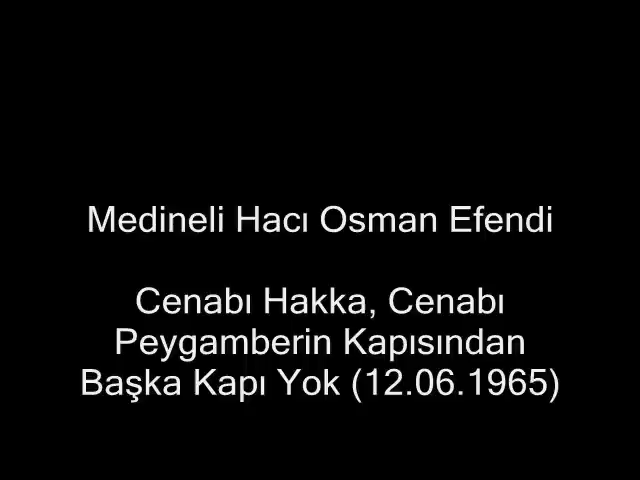 Medineli Hacı Osman Efendi
Cenabı Hakka, Cenabı
Peygamberin Kapısından
Başka Kapı Yok (12.06.1965)